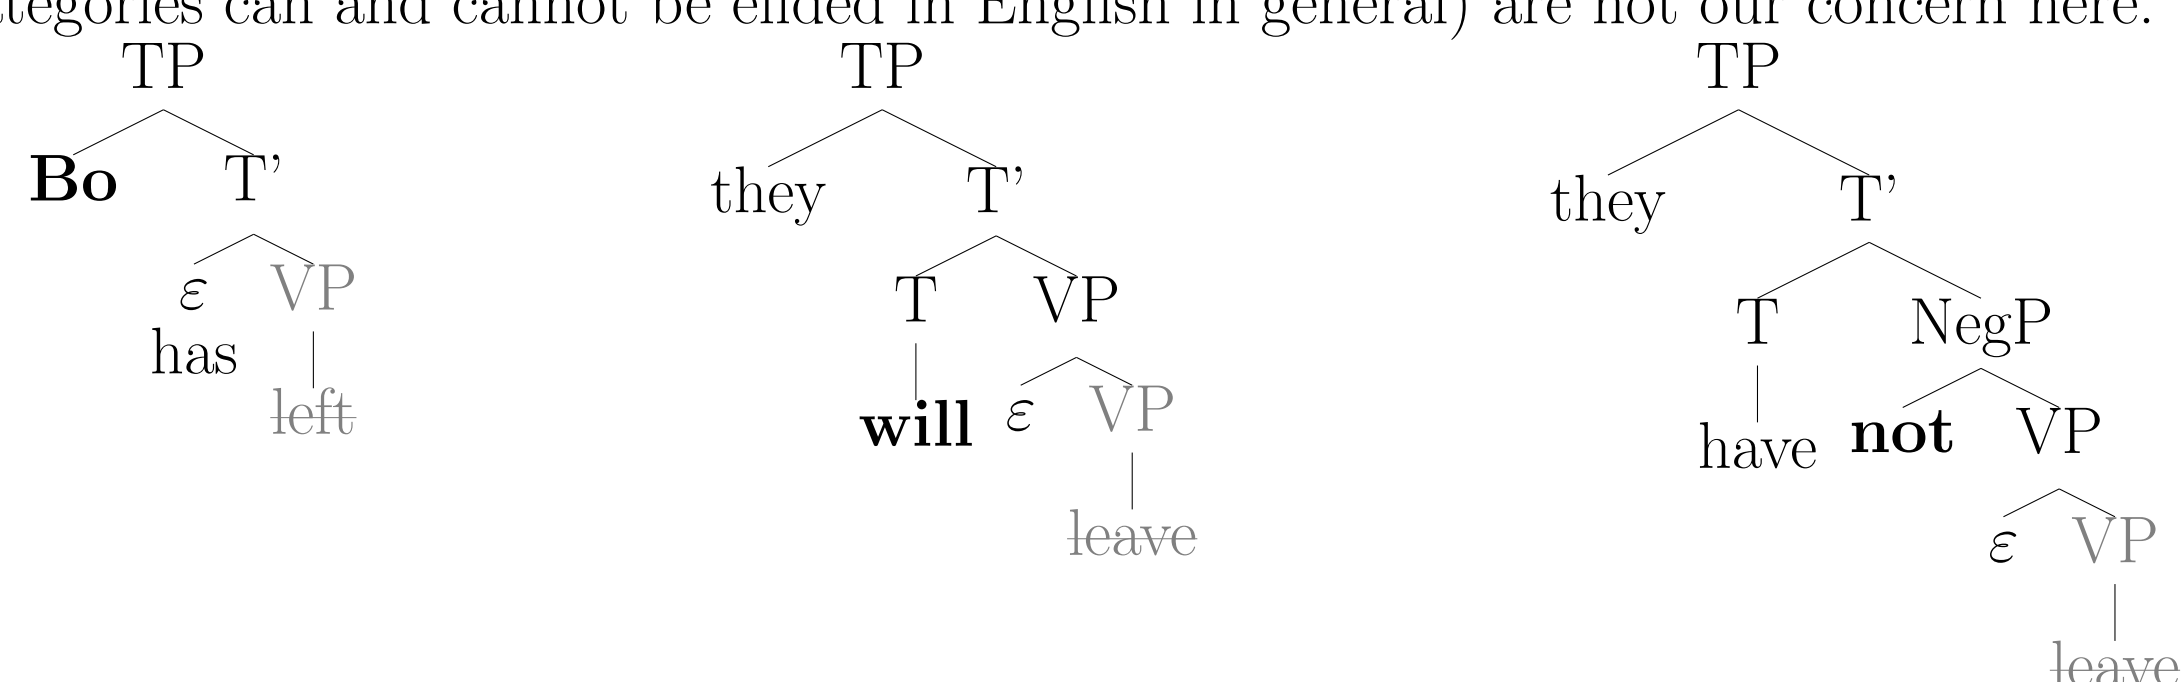 categories can and cannot be elided in English in general) are not our concern here.
TP TP TP
Bo T' they T' they T'
ε VP T VP T NegP
has left will ε VP have not VP
leave ε VP
leave